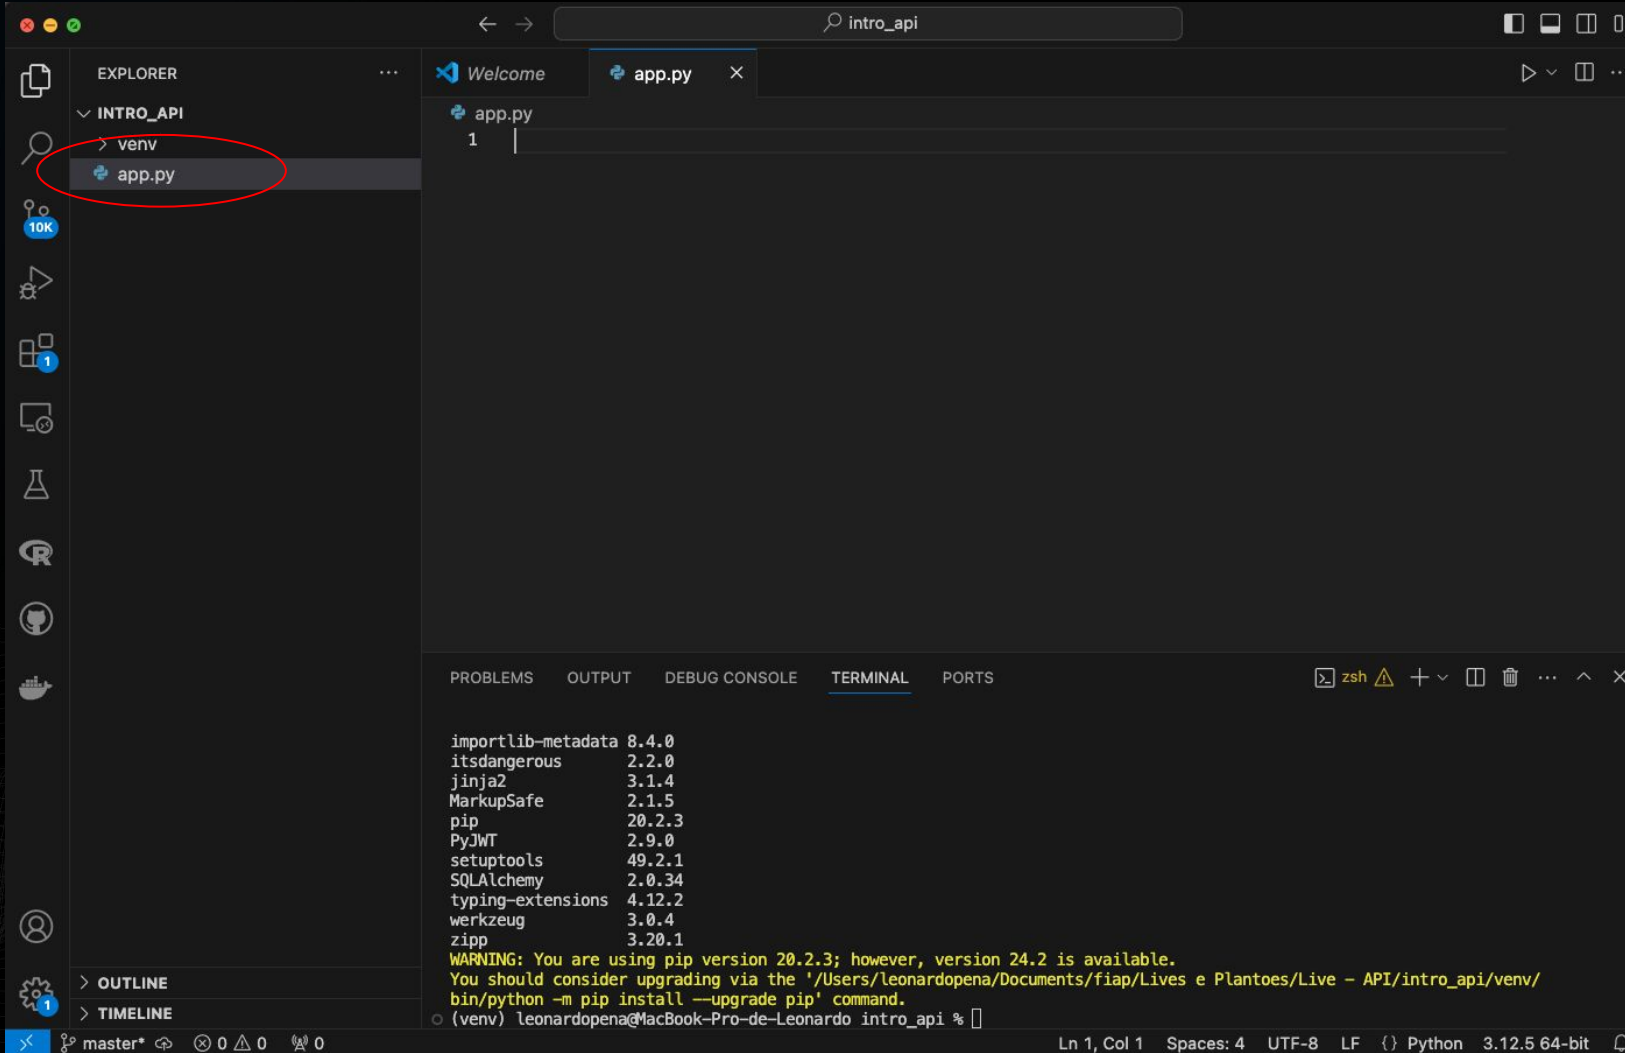 intro_api
EXPLORER
Welcome
app.py
INTRO_API
venv
app.py
10K
1
app.py
1
PROBLEMS OUTPUT DEBUG CONSOLE TERMINAL PORTS
zsh
importlib-metadata 8.4.0
itsdangerous 2.2.0
jinja2 3.1.4
MarkupSafe 2.1.5
pip 20.2.3
PyJWT 2.9.0
setuptools 49.2.1
SQLAlchemy 2.0.34
typing-extensions 4.12.2
werkzeug 3.0.4
zipp 3.20.1
WARNING: You are using pip version 20.2.3; however, version 24.2 is available.
You should consider upgrading via the '/Users/leonardopena/Documents/fiap/Lives e Plantoes/Live - API/intro_api/venv/
bin/python -m pip install --upgrade pip' command.
(venv) leonardopena@MacBook-Pro-de-Leonardo intro_api %
OUTLINE
TIMELINE
1
master* 0 0 0
Ln 1, Col 1 Spaces: 4 UTF-8 LF {} Python 3.12.5 64-bit